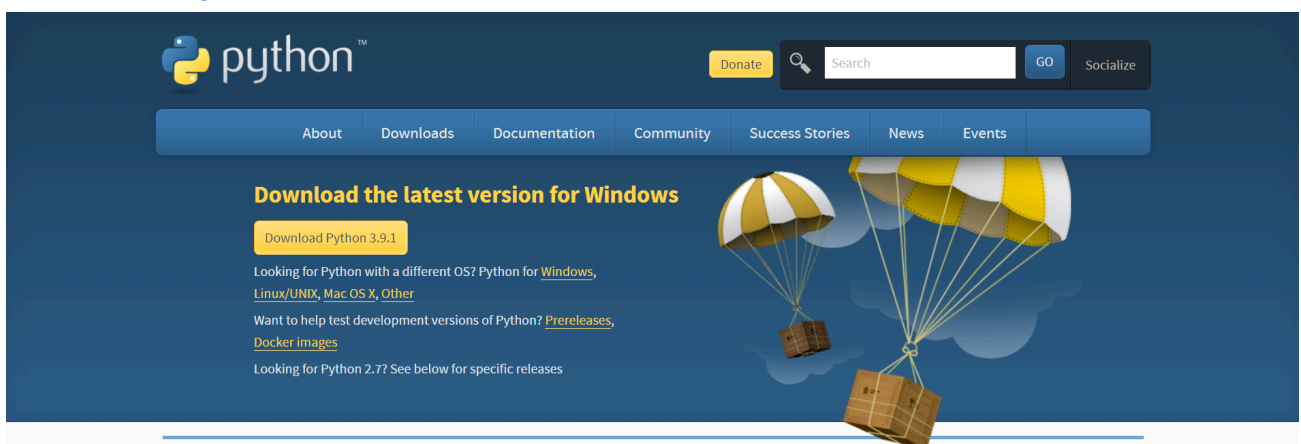 python™
Donate
Search
GO
Socialize
About Downloads Documentation Community Success Stories News Events
Download the latest version for Windows
Download Python 3.9.1
Looking for Python with a different OS? Python for Windows,
Linux/UNIX, Mac OS X, Other
Want to help test development versions of Python? Prereleases,
Docker images
Looking for Python 2.7? See below for specific releases